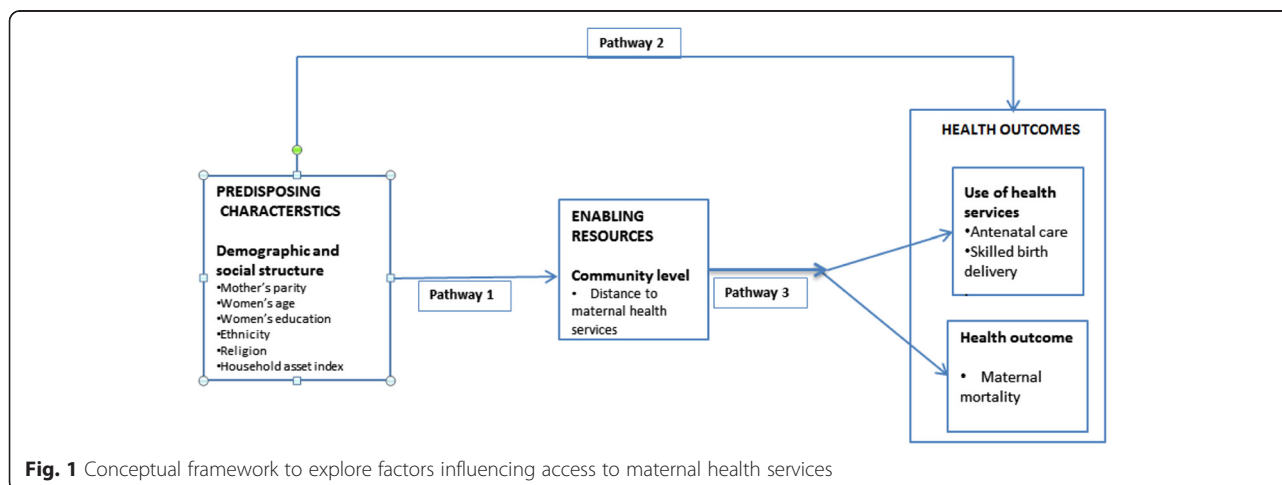 Pathway 2
PREDISPOSING
CHARACTERSTICS
Demographic and
social structure
•Mother's parity
•Women's age
•Women's education
•Ethnicity
•Religion
•Household asset index
Pathway 1
ENABLING
RESOURCES
Community level
• Distance to
maternal health
services
Pathway 3
HEALTH OUTCOMES
Use of health
services
•Antenatal care
•Skilled birth
delivery
.
Health outcome
• Maternal
mortality
Fig. 1 Conceptual framework to explore factors influencing access to maternal health services